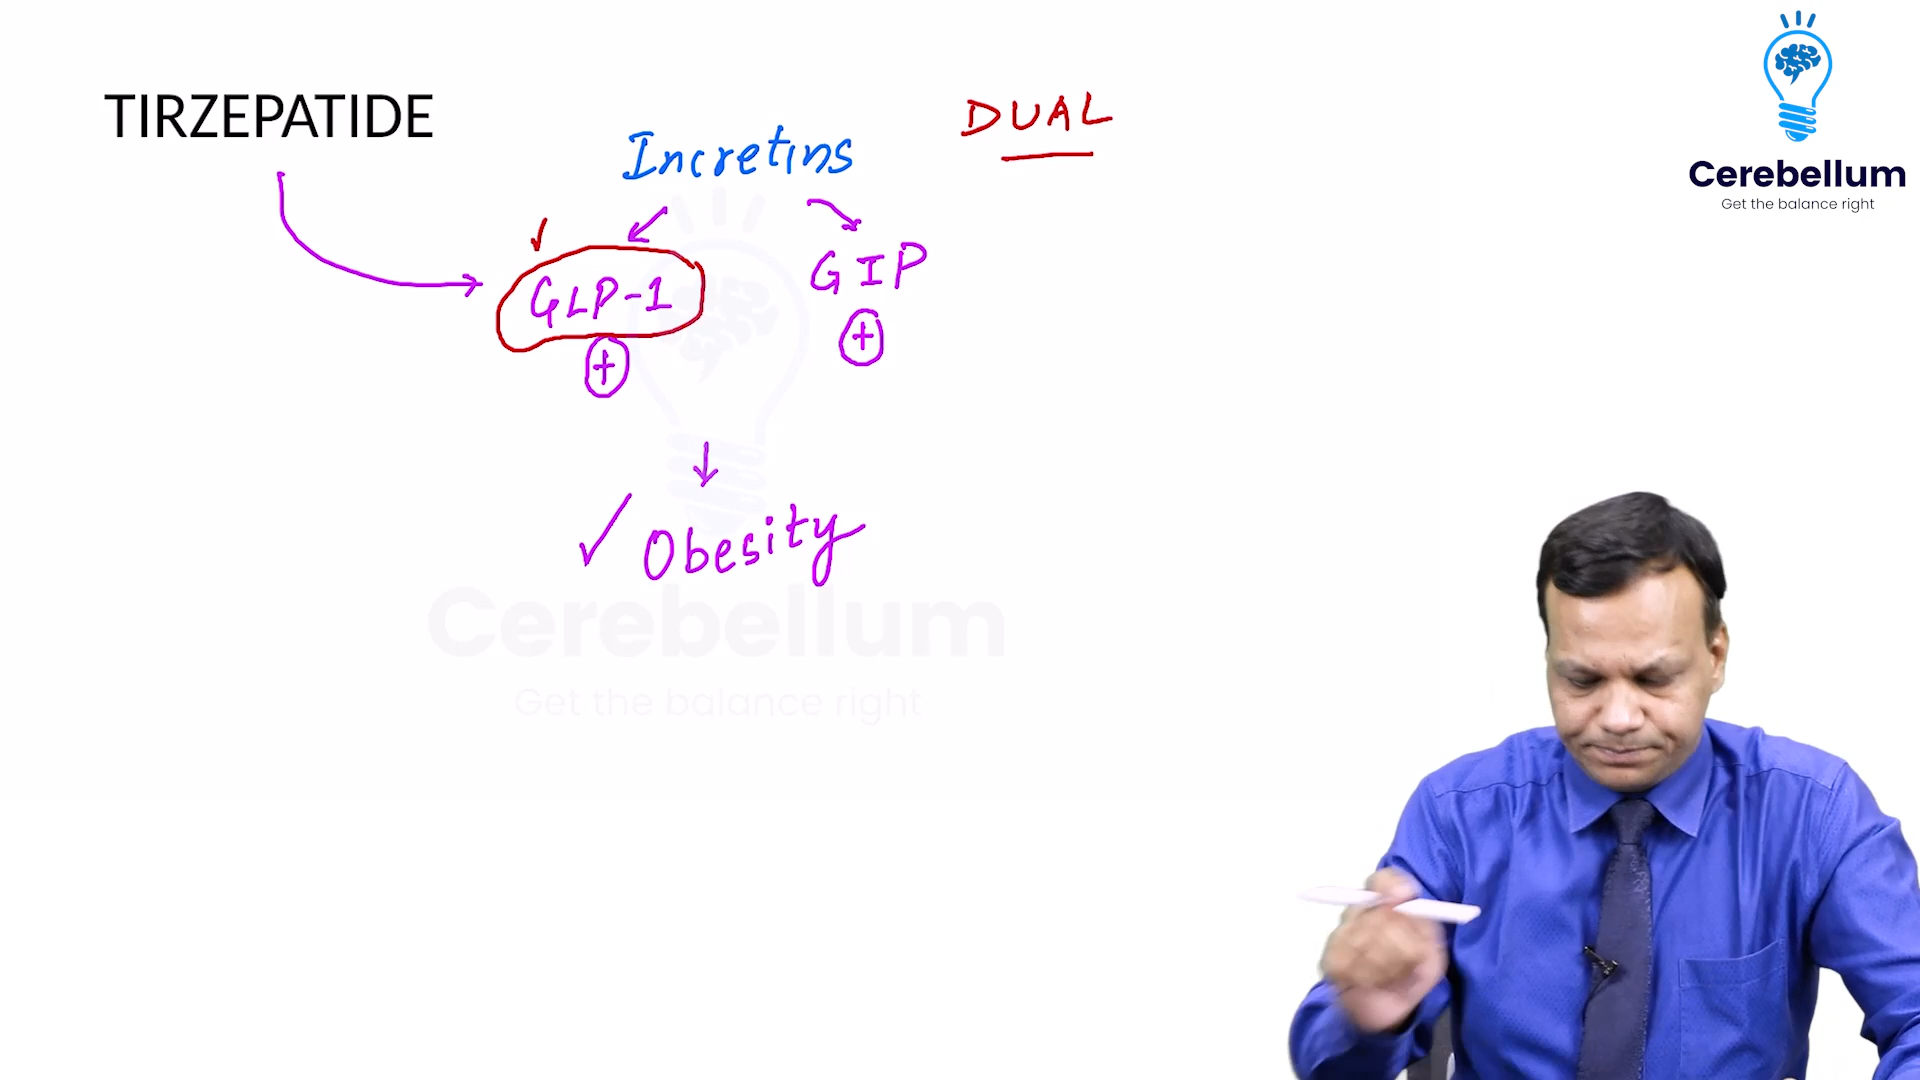 TIRZEPATIDE
DUAL
Incretins
GLP-1
GIP
+
+
✓ Obesity
Cerebellum
Get the balance right
Cerebellum
Get the balance right